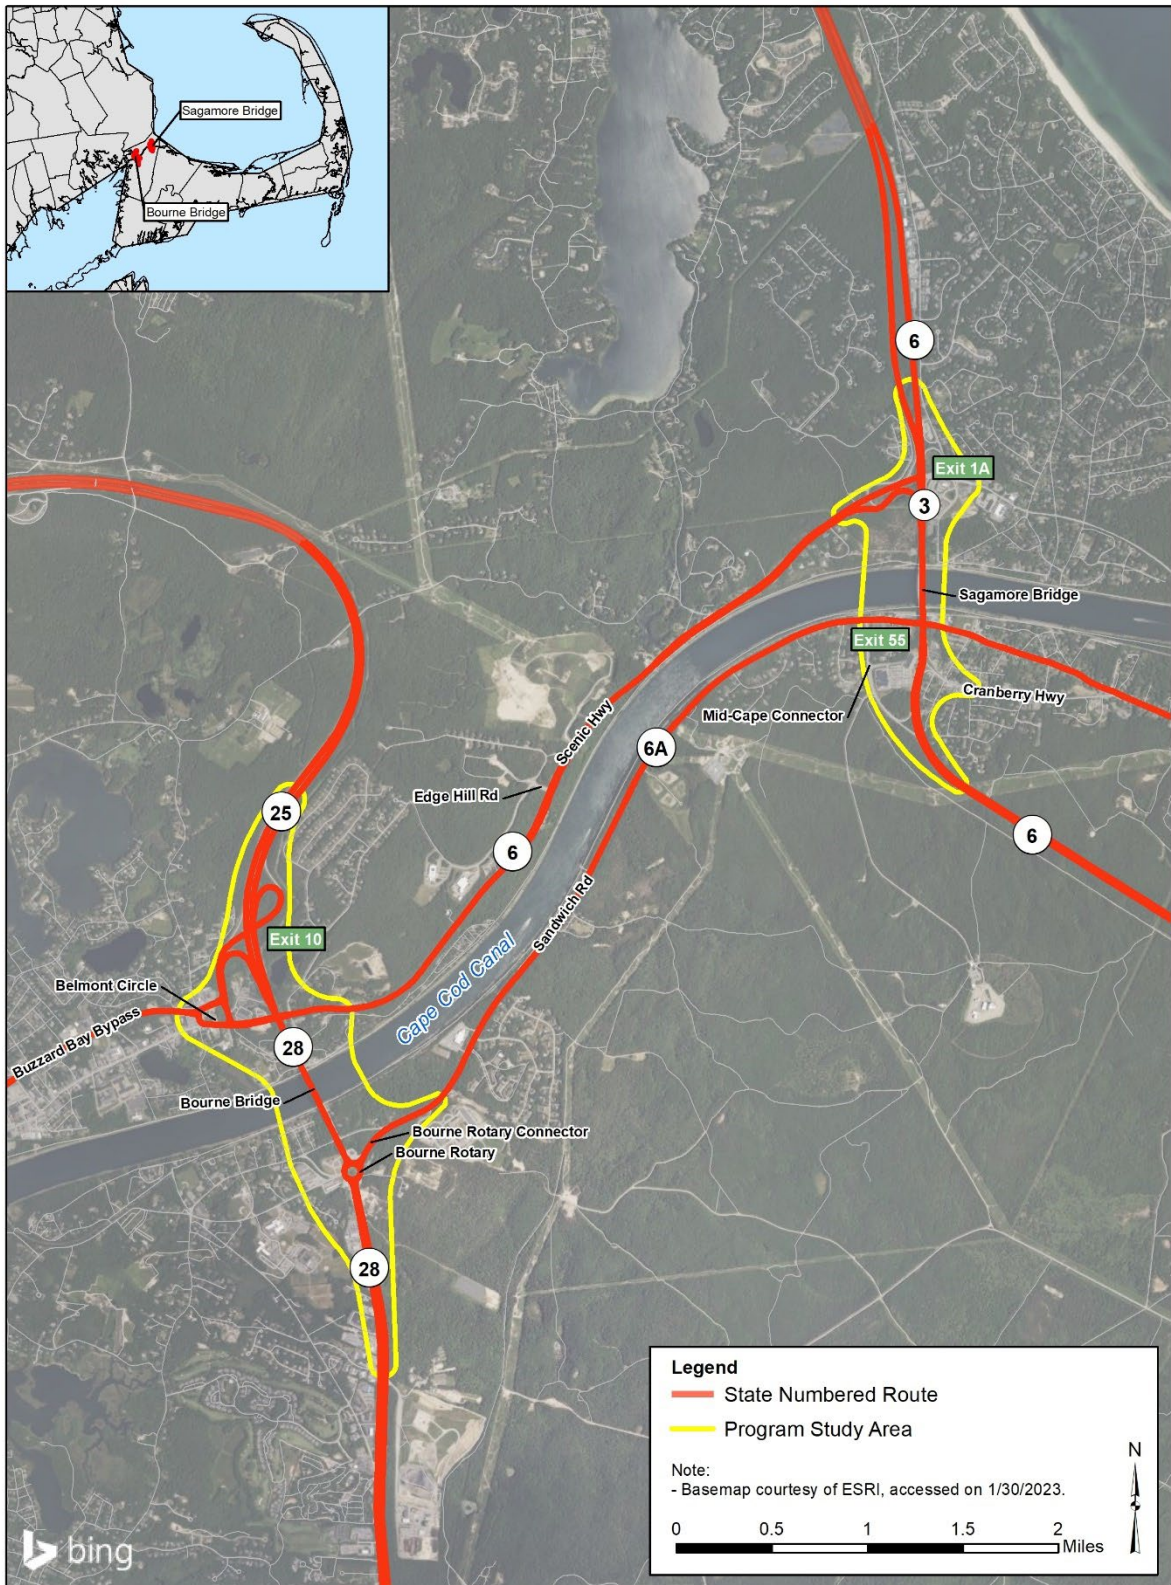 Sagamore Bridge
Bourne Bridge
6
Exit 1A
3
Sagamore Bridge
Exit 55
Cranberry Hwy
Mid-Cape Connector
Scenic Hwy
6A
Edge Hill Rd
25
6
6
Sandwich Rd
Exit 10
Cape Cod Canal
Belmont Circle
Buzzard Bay Bypass
28
Bourne Bridge
Bourne Rotary Connector
Bourne Rotary
28
Legend
State Numbered Route
Program Study Area
Note:
- Basemap courtesy of ESRI, accessed on 1/30/2023.
N
0 0.5 1 1.5 2
Miles
bing